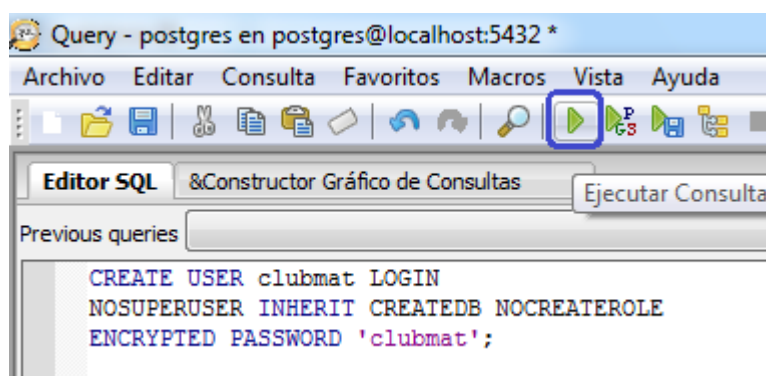 Query - postgres en postgres@localhost:5432 *
Archivo Editar Consulta Favoritos Macros Vista Ayuda
Editor SQL &Constructor Gráfico de Consultas
Ejecutar Consulta
Previous queries
CREATE USER clubmat LOGIN
NOSUPERUSER INHERIT CREATEDB NOCREATEROLE
ENCRYPTED PASSWORD 'clubmat';